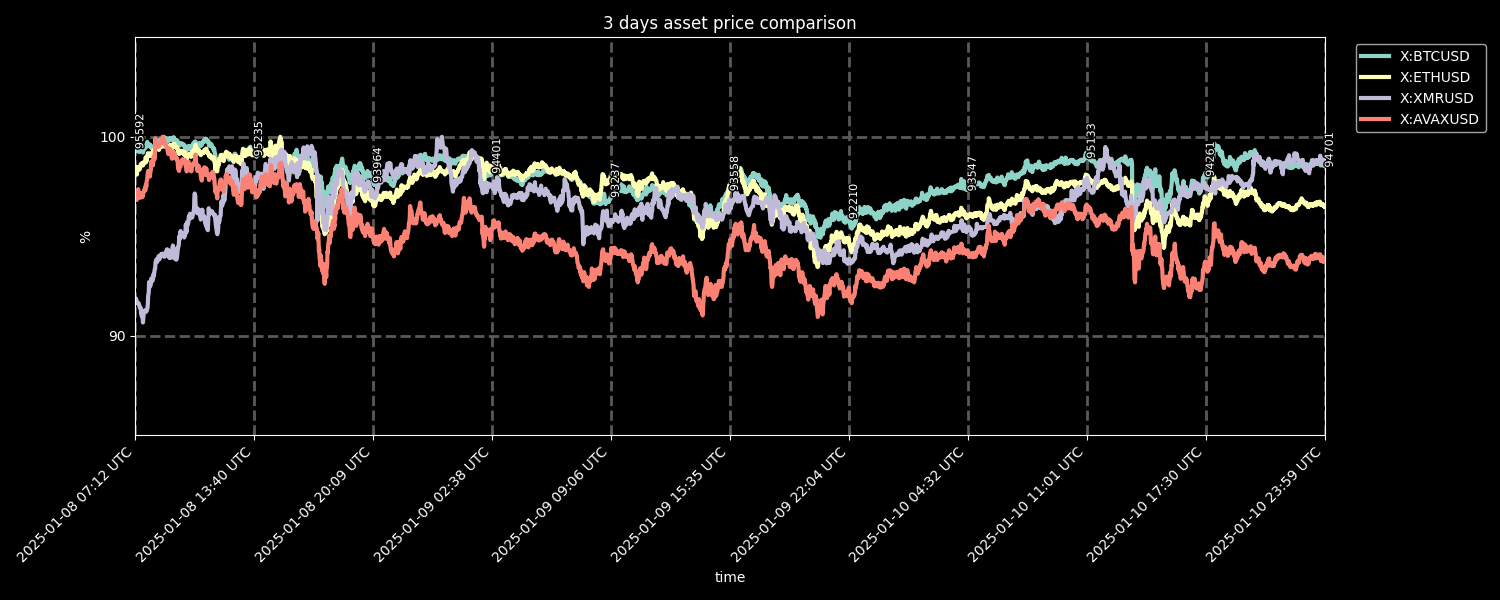 3 days asset price comparison
X:BTCUSD
X:ETHUSD
X:XMRUSD
X:AVAXUSD
100
90
%
95592
95235
93964
94401
93237
93558
92210
93547
95133
94261
94701
2025-01-08 07:12 UTC
2025-01-08 13:40 UTC
2025-01-08 20:09 UTC
2025-01-09 02:38 UTC
2025-01-09 09:06 UTC
2025-01-09 15:35 UTC
2025-01-09 22:04 UTC
2025-01-10 04:32 UTC
2025-01-10 11:01 UTC
2025-01-10 17:30 UTC
2025-01-10 23:59 UTC
time